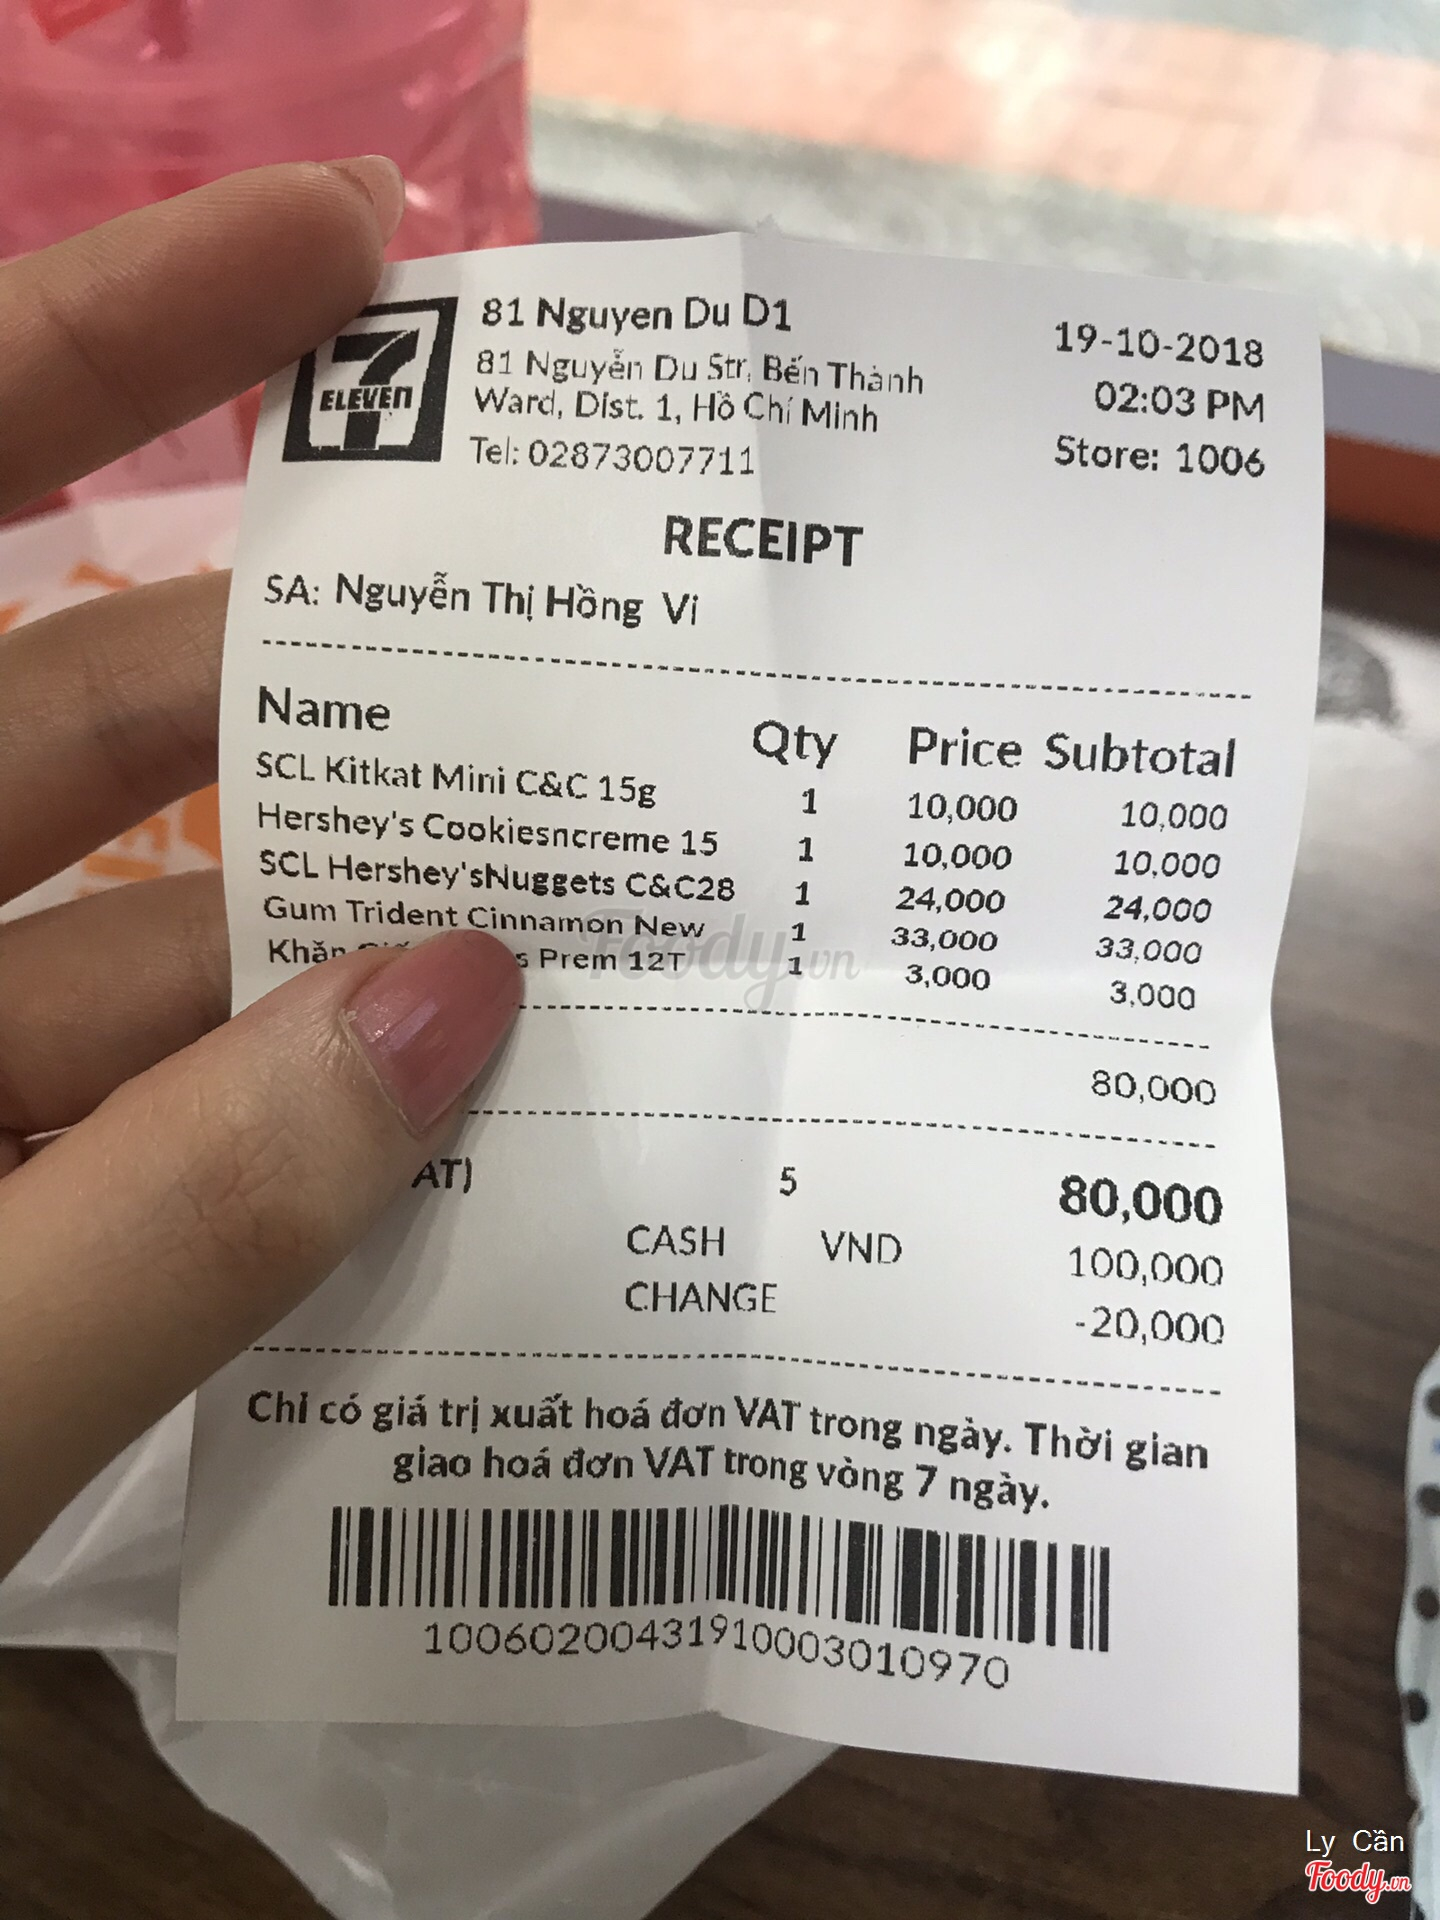 7
ELEVEN
81 Nguyen Du D1
81 Nguyễn Du Str, Bến Thành
Ward, Dist. 1, Hồ Chí Minh
Tel: 02873007711
19-10-2018
02:03 PM
Store: 1006
RECEIPT
SA: Nguyễn Thị Hồng Vi
Name Qty Price Subtotal
SCL Kitkat Mini C&C 15g 1 10,000 10,000
Hershey's Cookiesncreme 15 1 10,000 10,000
SCL Hershey'sNuggets C&C28 1 24,000 24,000
Gum Trident Cinnamon New 1 33,000 33,000
Khăn Prem 12T 1 3,000 3,000
80,000
AT) 5 80,000
CASH VND 100,000
CHANGE -20,000
Chỉ có giá trị xuất hoá đơn VAT trong ngày. Thời gian
giao hoá đơn VAT trong vòng 7 ngày.
10060200431910003010970
Foody.vn
Ly Cần
Foody.vn